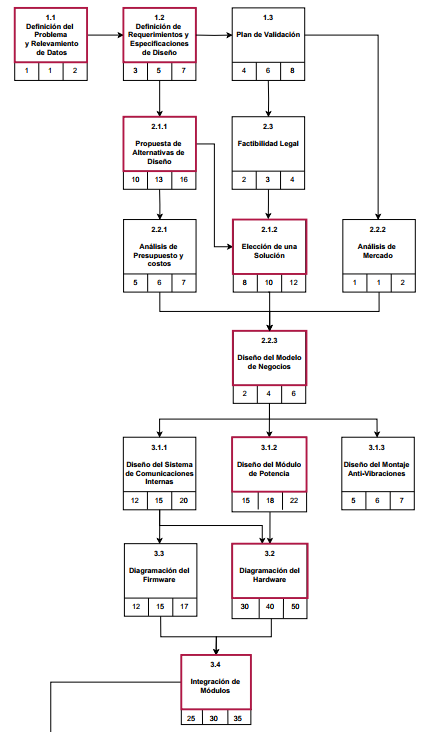 1.1
Definición del
Problema
y Relevamiento
de Datos
1 1 2
1.2
Definición de
Requerimientos y
Especificaciones
de Diseño
3 5 7
1.3
Plan de Validación
4 6 8
2.1.1
Propuesta de
Alternativas de
Diseño
10 13 16
2.3
Factibilidad Legal
2 3 4
2.2.1
Análisis de
Presupuesto y
costos
5 6 7
2.1.2
Elección de una
Solución
8 10 12
2.2.2
Análisis de
Mercado
1 1 2
2.2.3
Diseño del Modelo
de Negocios
2 4 6
3.1.1
Diseño del Sistema
de Comunicaciones
Internas
12 15 20
3.1.2
Diseño del Módulo
de Potencia
15 18 22
3.1.3
Diseño del Montaje
Anti-Vibraciones
5 6 7
3.3
Diagramación del
Firmware
12 15 17
3.2
Diagramación del
Hardware
30 40 50
3.4
Integración de
Módulos
25 30 35